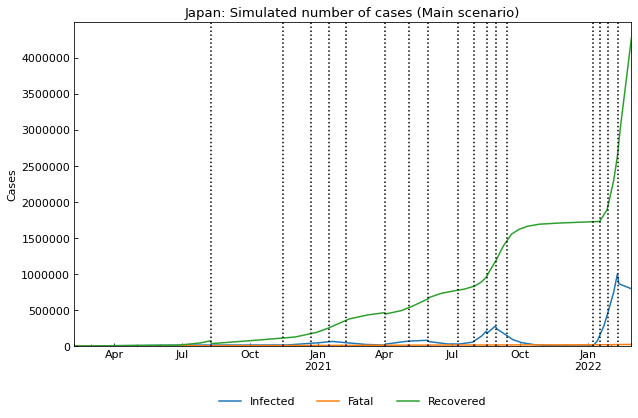 Japan: Simulated number of cases (Main scenario)
Cases
4000000
3500000
3000000
2500000
2000000
1500000
1000000
500000
0
Apr Jul Oct Jan Apr Jul Oct Jan
2021 2022
Infected Fatal Recovered